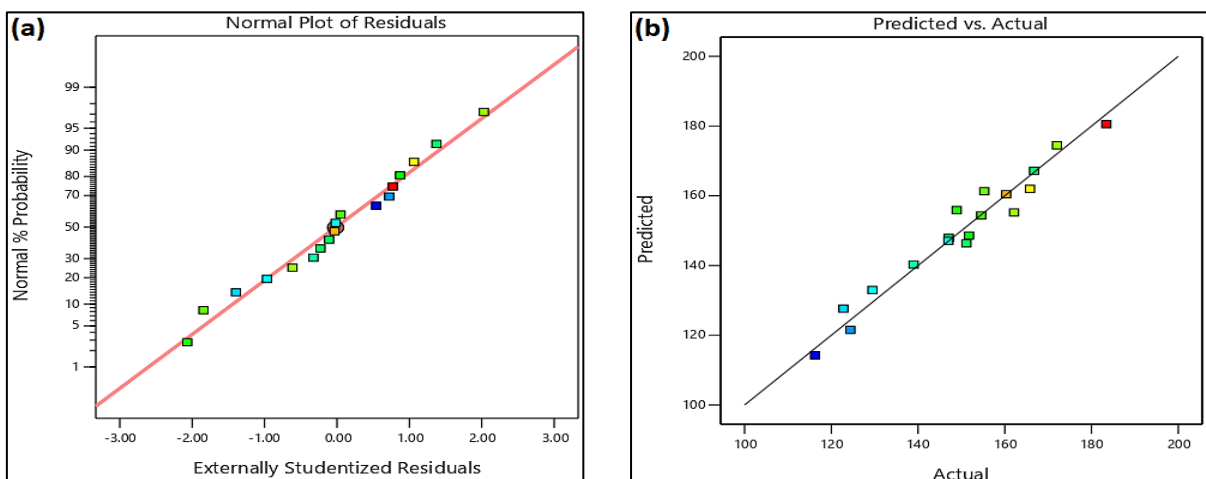 (a)
Normal Plot of Residuals
Normal % Probability
99
95
90
80
70
50
30
20
10
5
1
-3.00 -2.00 -1.00 0.00 1.00 2.00 3.00
Externally Studentized Residuals
(b)
Predicted vs. Actual
Predicted
200
180
160
140
120
100
100 120 140 160 180 200
Actual